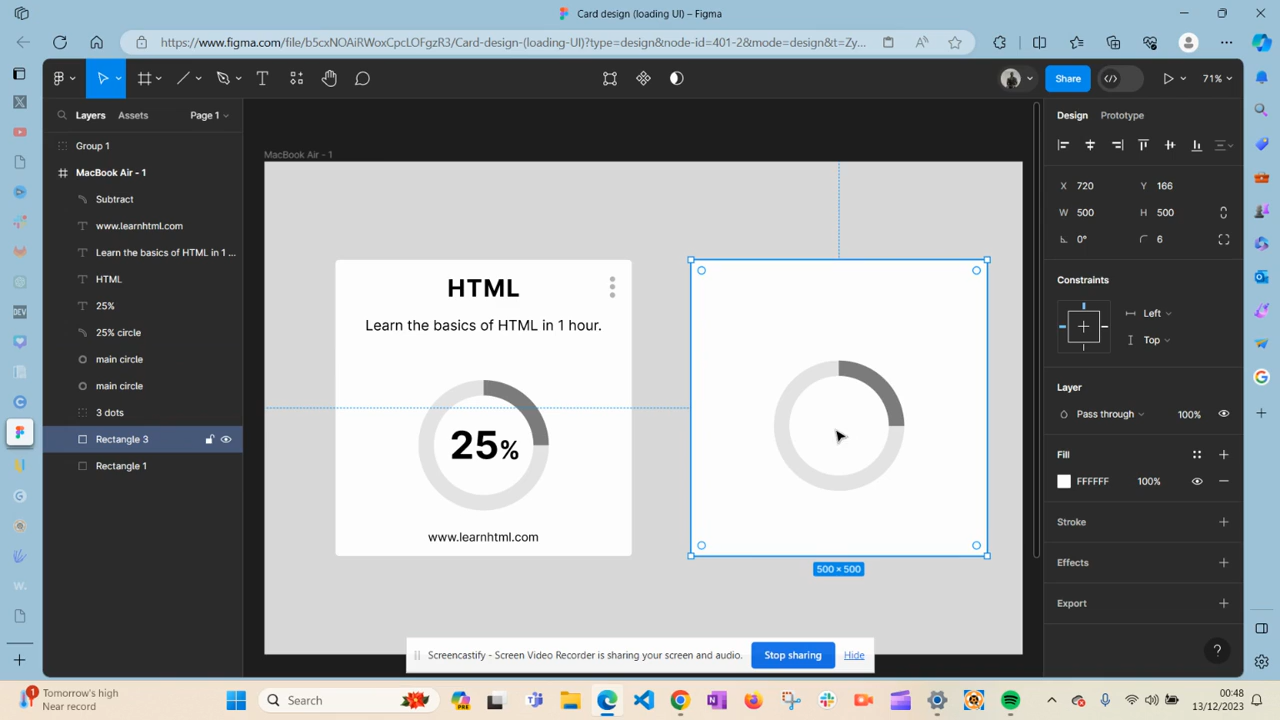 Card design (loading UI) – Figma
https://www.figma.com/file/b5cxNOAiRWoxCpcLOFgzR3/Card-design-(loading-UI)?type=design&node-id=401-2&mode=design&t=Zy...
Share
71%
Layers
Assets
Page 1
Group 1
MacBook Air - 1
Subtract
www.learnhtml.com
Learn the basics of HTML in 1 ...
HTML
25%
25% circle
main circle
main circle
3 dots
Rectangle 3
Rectangle 1
MacBook Air - 1
HTML
Learn the basics of HTML in 1 hour.
25%
www.learnhtml.com
500 × 500
Design
Prototype
X 720
Y 166
W 500
H 500
0°
6
Constraints
Left
Top
Layer
Pass through
100%
Fill
FFFFFF
100%
Stroke
Effects
Export
?
Screencastify - Screen Video Recorder is sharing your screen and audio.
Stop sharing
Hide
DEV
W.
1
Tomorrow's high
Near record
Search
PRE
00:48
13/12/2023